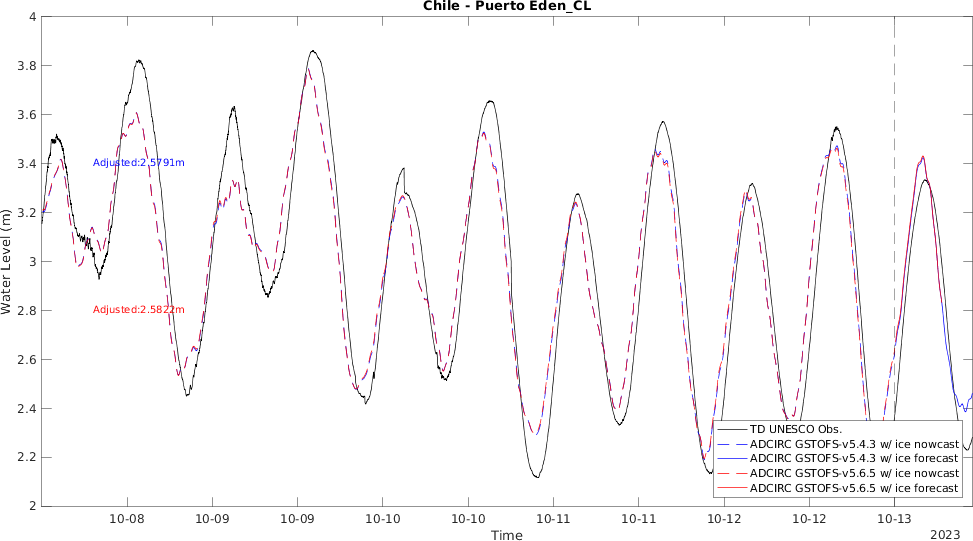 Chile - Puerto Eden_CL
4
3.8
3.6
3.4
3.2
3
2.8
2.6
2.4
2.2
2
Water Level (m)
Adjusted:2.5791m
Adjusted:2.5822m
TD UNESCO Obs.
ADCIRC GSTOFS-v5.4.3 w/ ice nowcast
ADCIRC GSTOFS-v5.4.3 w/ ice forecast
ADCIRC GSTOFS-v5.6.5 w/ ice nowcast
ADCIRC GSTOFS-v5.6.5 w/ ice forecast
10-08 10-09 10-09 10-10 10-10 10-11 10-11 10-12 10-12 10-13
Time
2023